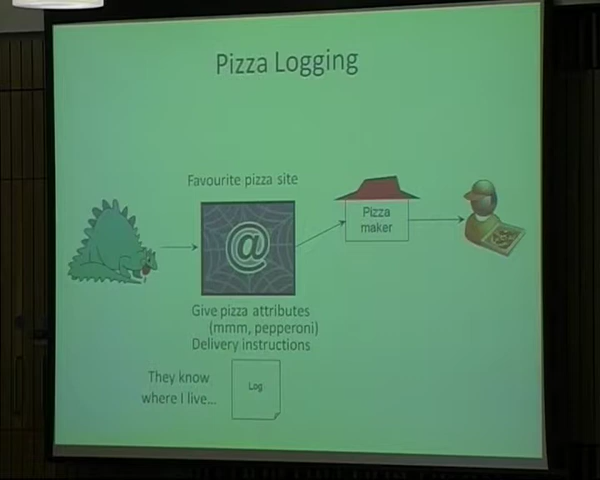 Pizza Logging
Favourite pizza site
@
Pizza
maker
Give pizza attributes
(mmm, pepperoni)
Delivery instructions
They know
where I live...
Log